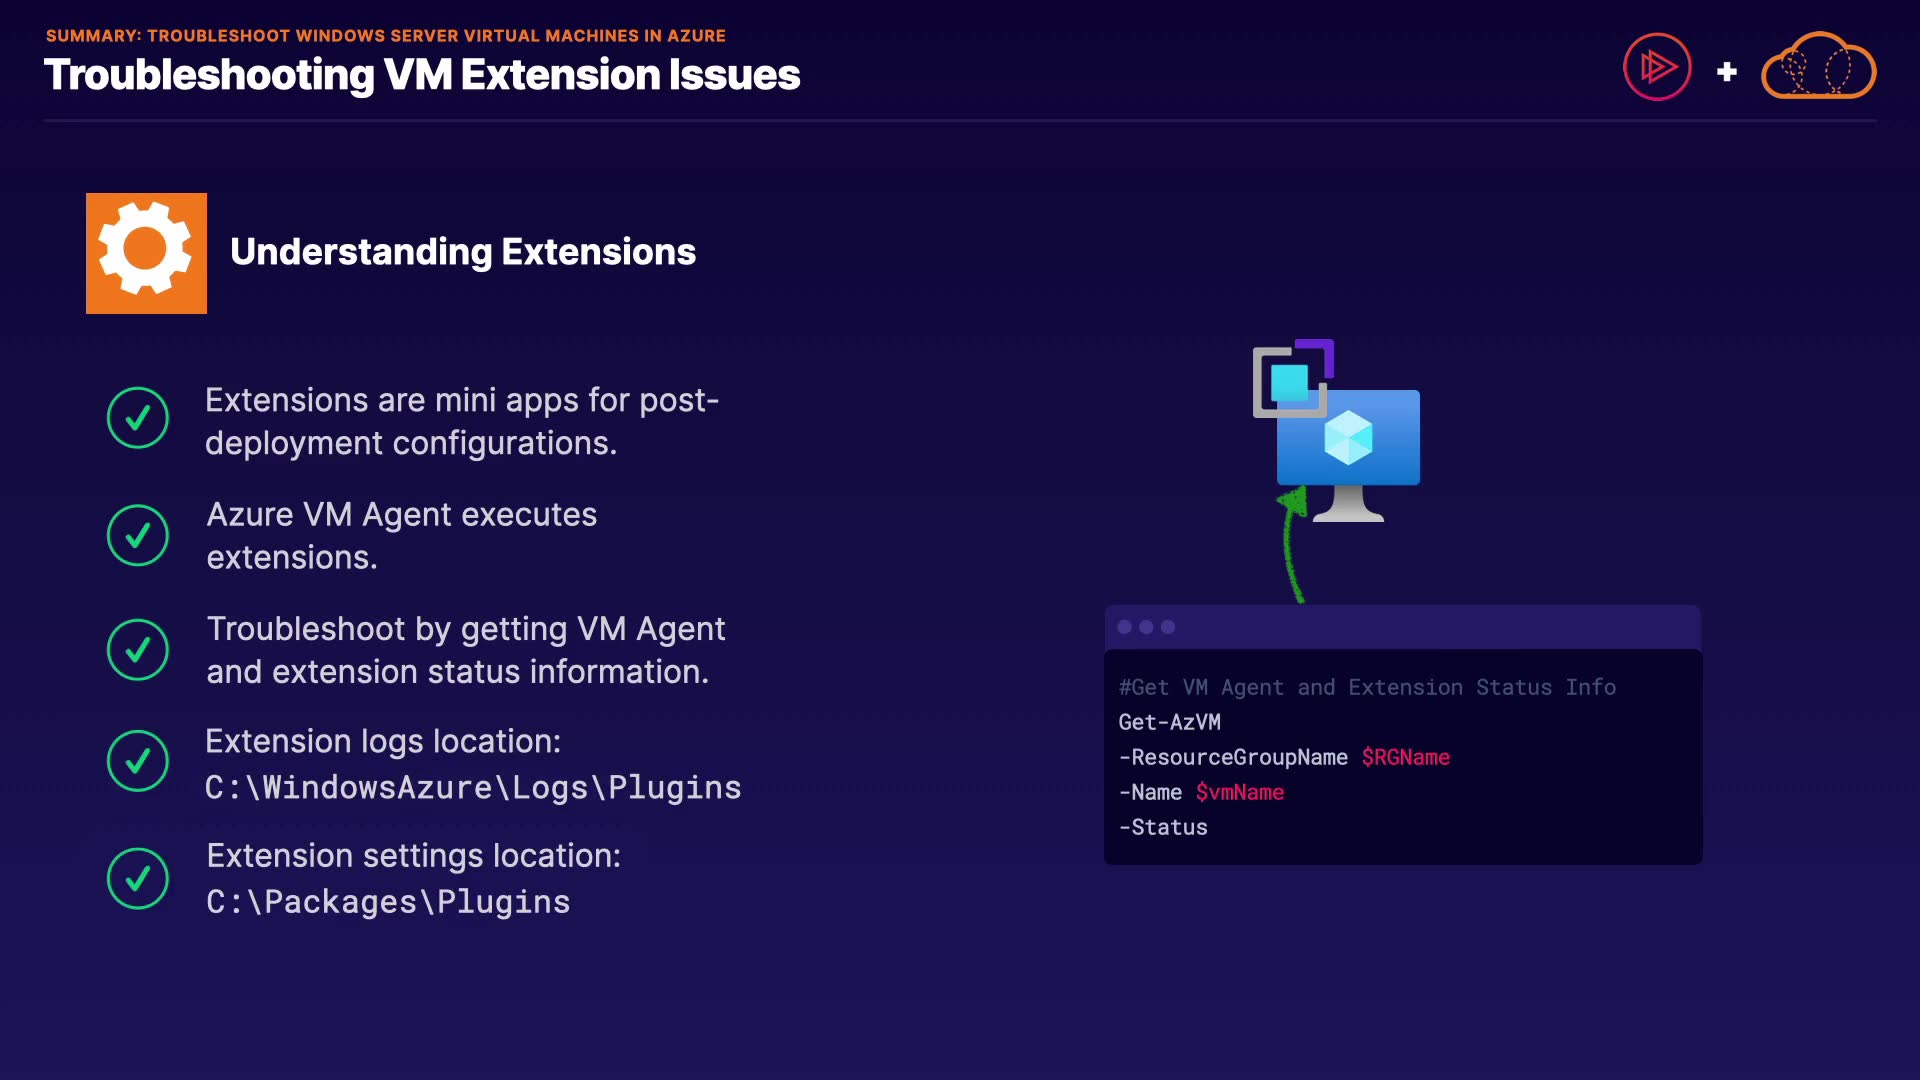 SUMMARY: TROUBLESHOOT WINDOWS SERVER VIRTUAL MACHINES IN AZURE
Troubleshooting VM Extension Issues
Understanding Extensions
Extensions are mini apps for post-
deployment configurations.
Azure VM Agent executes
extensions.
Troubleshoot by getting VM Agent
and extension status information.
Extension logs location:
C:\WindowsAzure\Logs\Plugins
Extension settings location:
C:\Packages\Plugins
#Get VM Agent and Extension Status Info
Get-AzVM
-ResourceGroupName $RGName
-Name $vmName
-Status